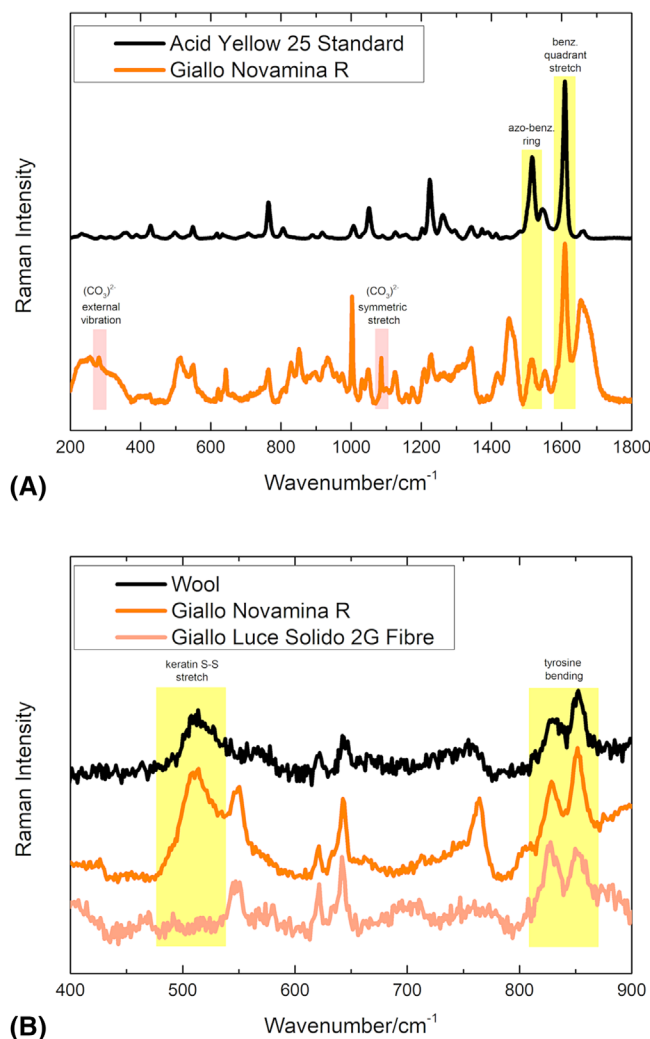 Acid Yellow 25 Standard
Giallo Novamina R
benz.
quadrant
stretch
azo-benz.
ring
(CO₃)²⁻
external
vibration
(CO₃)²⁻
symmetric
stretch
Raman Intensity
200 400 600 800 1000 1200 1400 1600 1800
Wavenumber/cm⁻¹
(A)
Wool
Giallo Novamina R
Giallo Luce Solido 2G Fibre
keratin S-S
stretch
tyrosine
bending
Raman Intensity
400 500 600 700 800 900
Wavenumber/cm⁻¹
(B)